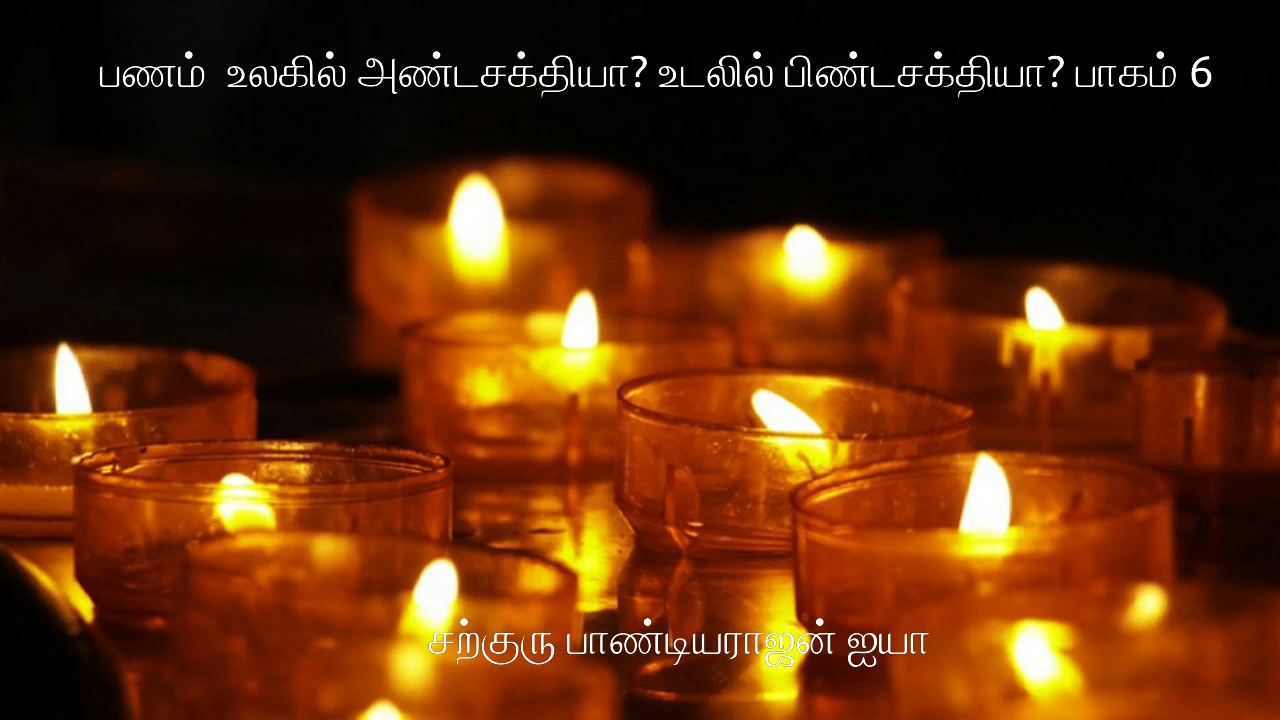 பணம் உலகில் அண்டசக்தியா? உடலில் பிண்டசக்தியா? பாகம் 6
சற்குரு பாண்டியராஜன் ஐயா